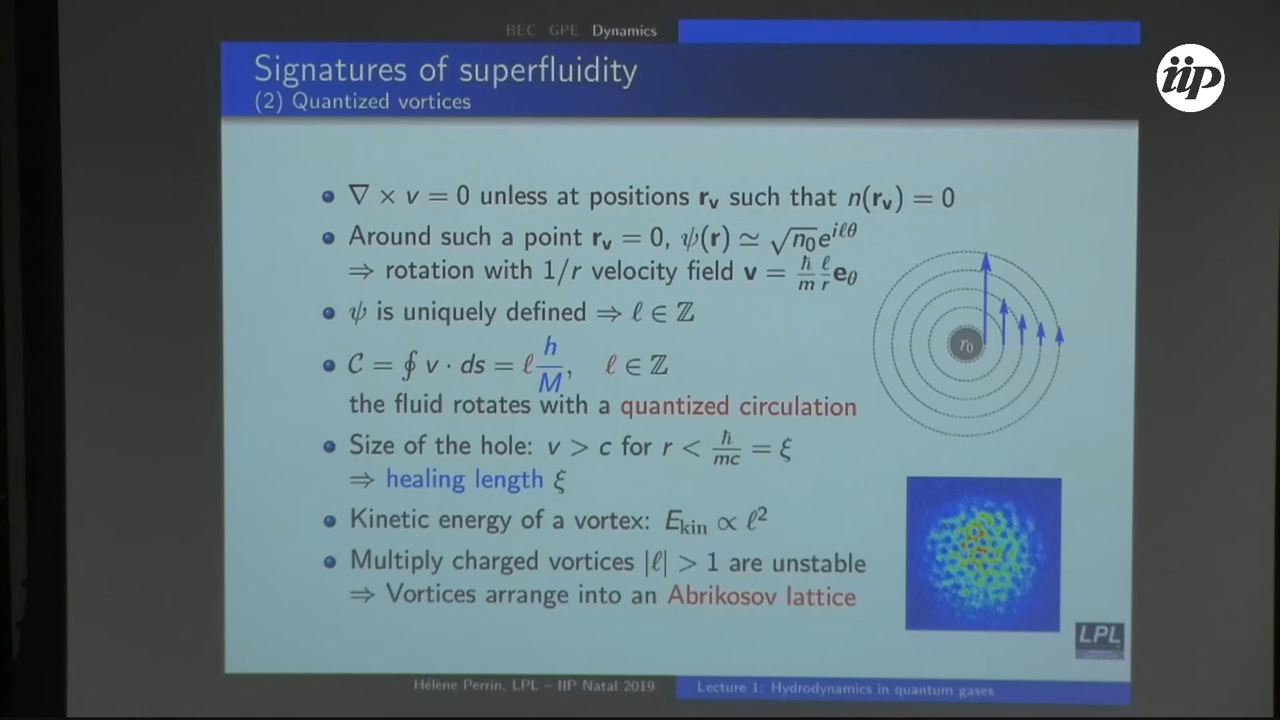 BEC GPE Dynamics
iip
Signatures of superfluidity
(2) Quantized vortices
∇ × v = 0 unless at positions r_v such that n(r_v) = 0
Around such a point r_v = 0, ψ(r) ≃ √n₀e^{iℓθ}
⇒ rotation with 1/r velocity field v = ħ/m ℓ/r e_θ
ψ is uniquely defined ⇒ ℓ ∈ ℤ
C = ∮ v · ds = ℓ h/M, ℓ ∈ ℤ
the fluid rotates with a quantized circulation
Size of the hole: v > c for r < ħ/mc = ξ
⇒ healing length ξ
Kinetic energy of a vortex: E_kin ∝ ℓ²
Multiply charged vortices |ℓ| > 1 are unstable
⇒ Vortices arrange into an Abrikosov lattice
r₀
LPL
Hélène Perrin, LPL – IIP Natal 2019
Lecture 1: Hydrodynamics in quantum gases